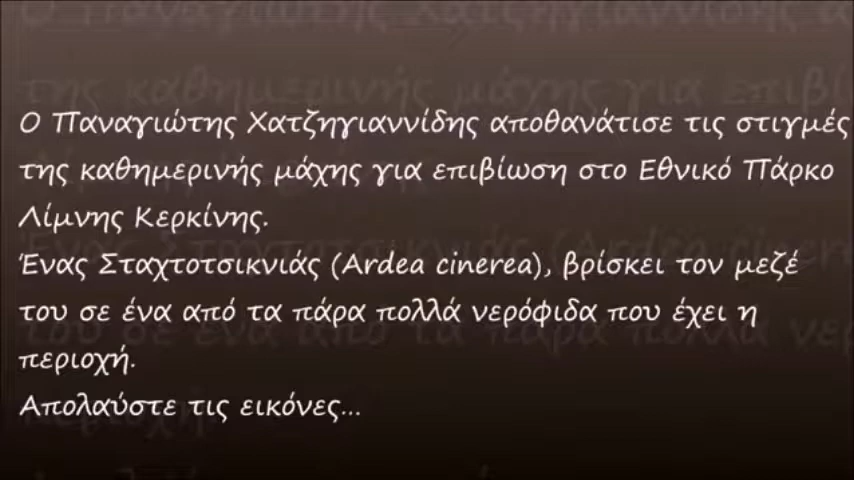 Ο Παναγιώτης Χατζηγιαννίδης αποθανάτισε τις στιγμές
της καθημερινής μάχης για επιβίωση στο Εθνικό Πάρκο
Λίμνης Κερκίνης.
Ένας Σταχτοτσικνιάς (Ardea cinerea), βρίσκει τον μεζέ
του σε ένα από τα πάρα πολλά νερόφιδα που έχει η
περιοχή.
Απολαύστε τις εικόνες...